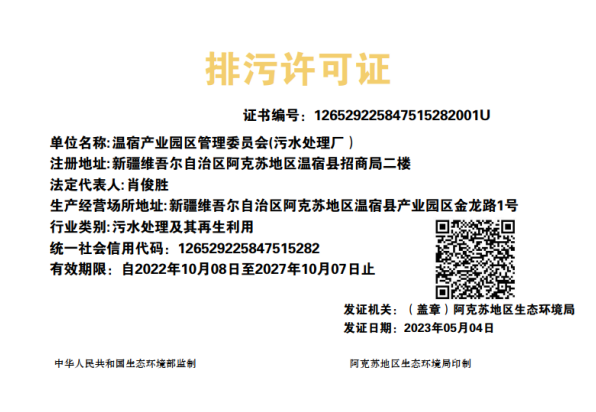 排污许可证
证书编号：126529225847515282001U
单位名称:温宿产业园区管理委员会(污水处理厂）
注册地址:新疆维吾尔自治区阿克苏地区温宿县招商局二楼
法定代表人:肖俊胜
生产经营场所地址:新疆维吾尔自治区阿克苏地区温宿县产业园区金龙路1号
行业类别:污水处理及其再生利用
统一社会信用代码：126529225847515282
有效期限：自2022年10月08日至2027年10月07日止
发证机关：（盖章）阿克苏地区生态环境局
发证日期：2023年05月04日
中华人民共和国生态环境部监制
阿克苏地区生态环境局印制